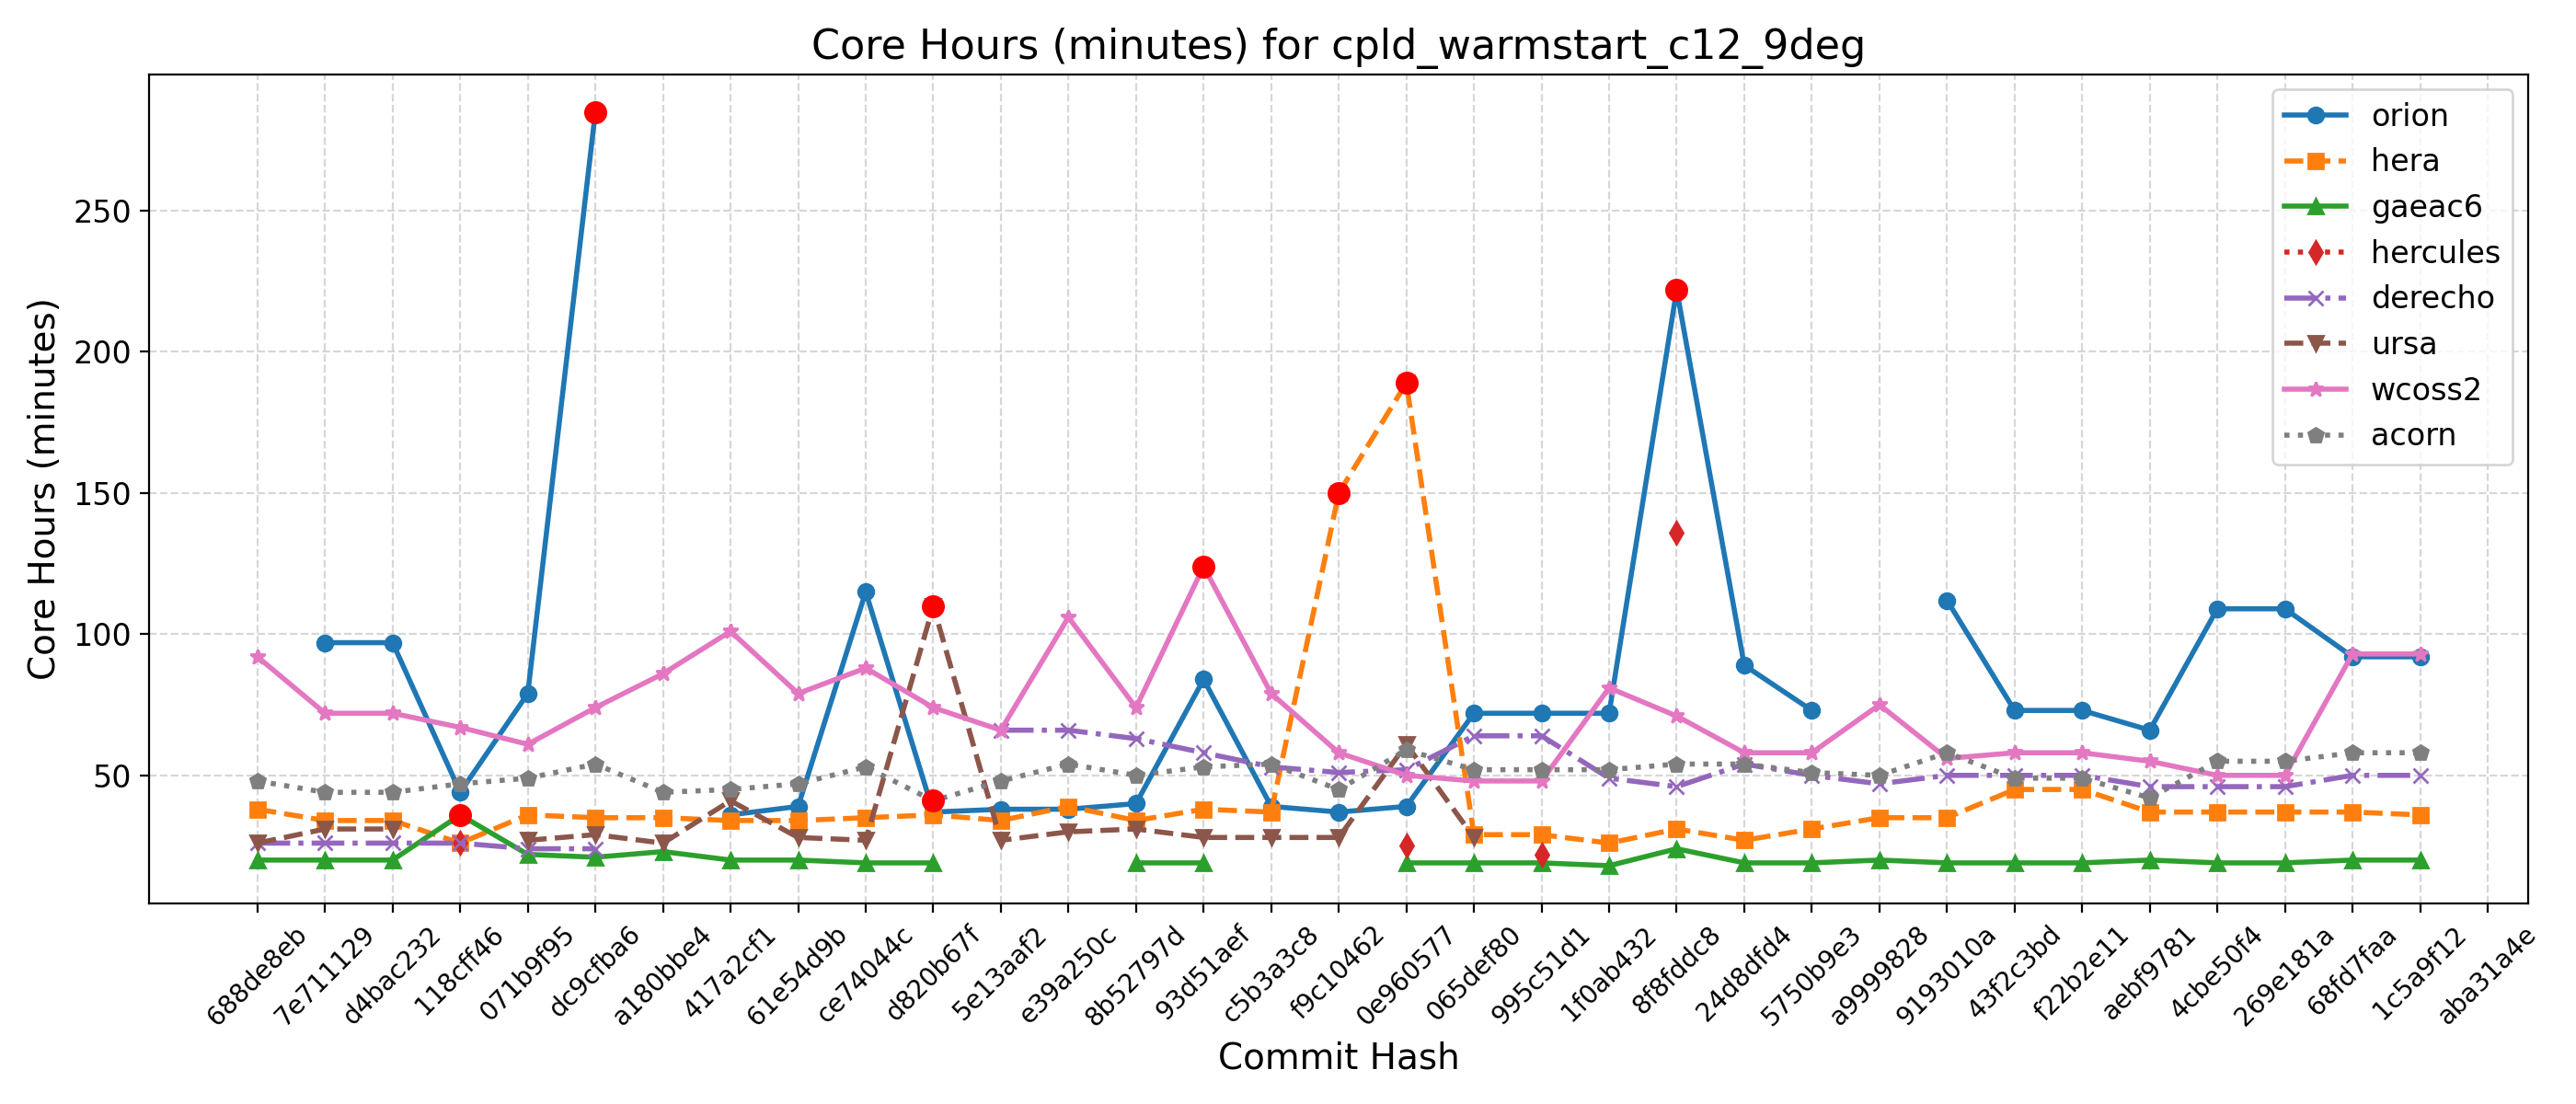 Core Hours (minutes) for cpld_warmstart_c12_9deg
Core Hours (minutes)
250
200
150
100
50
orion
hera
gaeac6
hercules
derecho
ursa
wcoss2
acorn
688de8eb
7e711129
d4bac232
118cff46
071b9f95
dc9cfba6
a180bbe4
417a2cf1
61e54d9b
ce74044c
d820b67f
5e13aaf2
e39a250c
8b52797d
93d51aef
c5b3a3c8
f9c10462
0e960577
065def80
995c51d1
1f0ab432
8f8fddc8
24d8dfd4
5750b9e3
a9999828
9193010a
43f2c3bd
f22b2e11
aebf9781
4cbe50f4
269e181a
68fd7faa
1c5a9f12
aba31a4e
Commit Hash